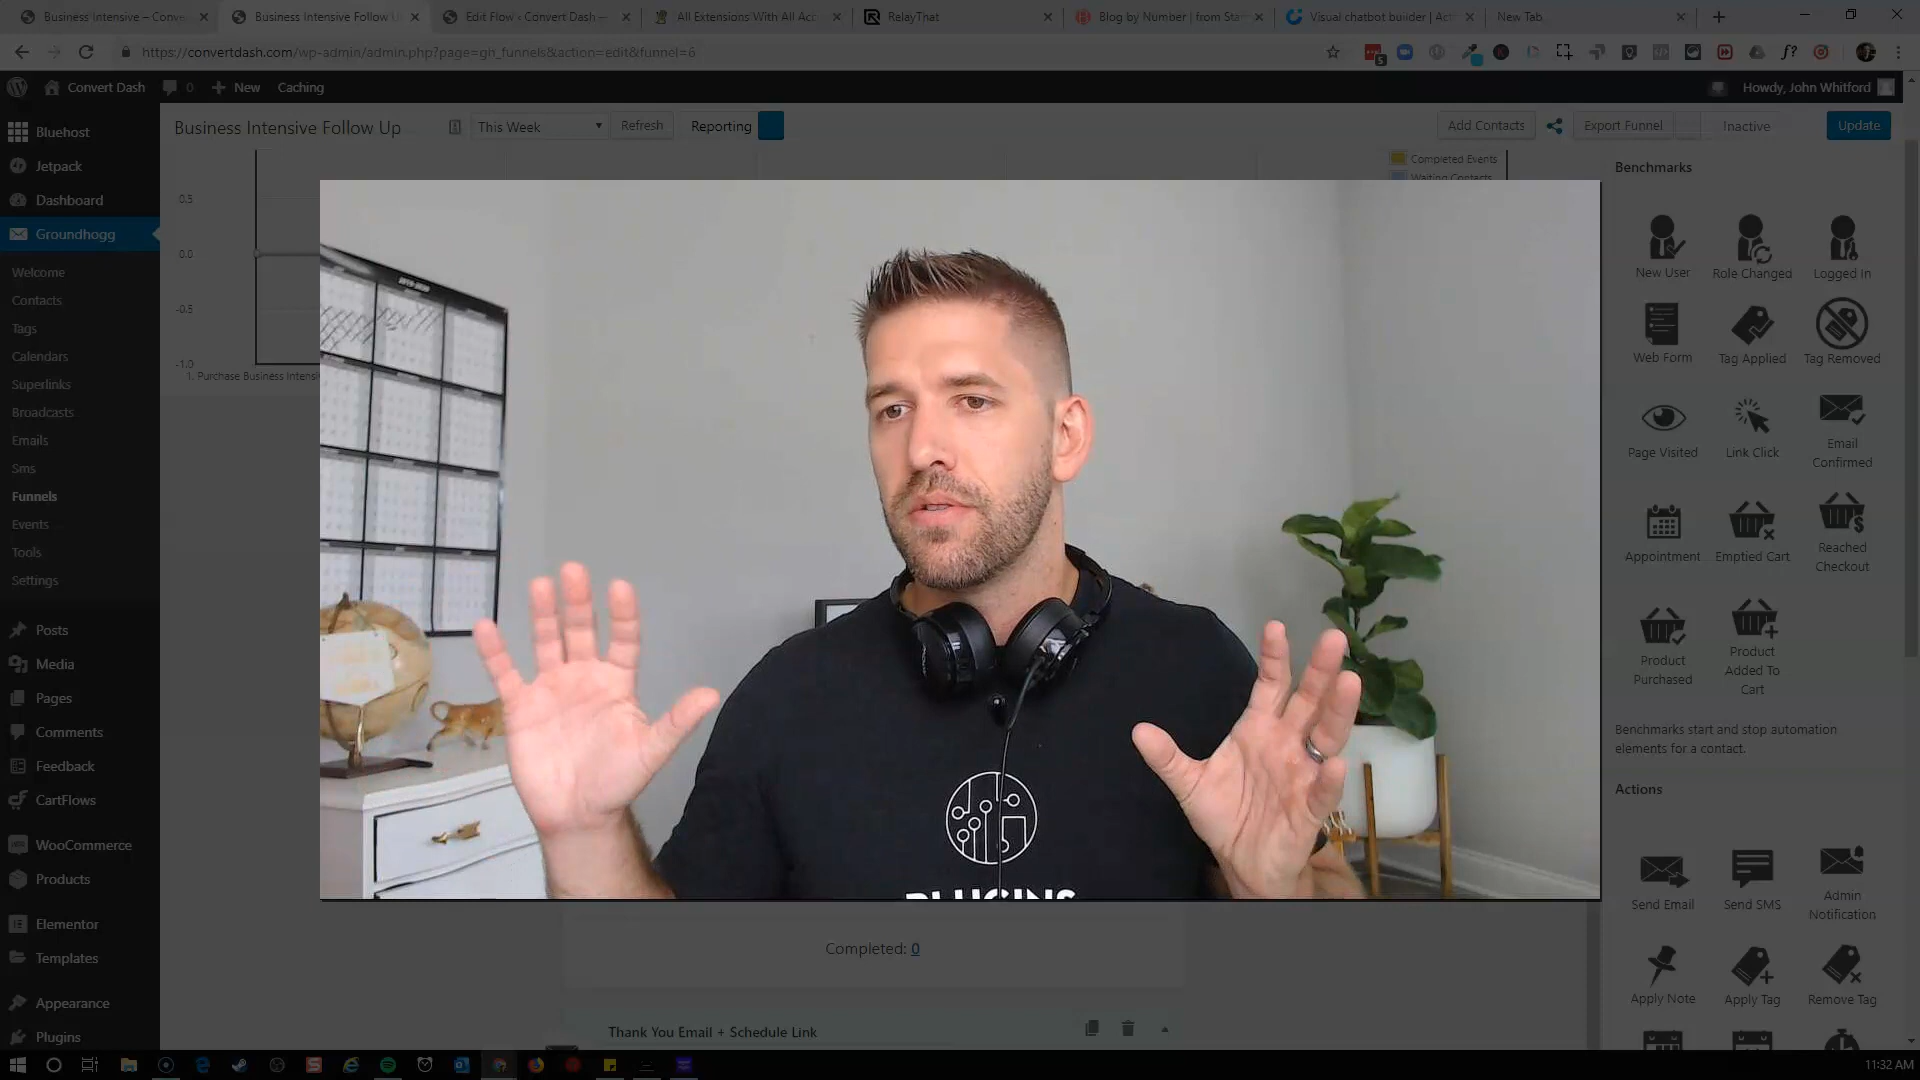 Business Intensive – Conve
Business Intensive Follow U
Edit Flow ‹ Convert Dash —
All Extensions With All Acc
RelayThat
Blog by Number | from Sta
Visual chatbot builder | Act
New Tab
https://convertdash.com/wp-admin/admin.php?page=gh_funnels&action=edit&funnel=6
Convert Dash
0
New
Caching
Howdy, John Whitford
Bluehost
Jetpack
Dashboard
Groundhogg
Welcome
Contacts
Tags
Calendars
Superlinks
Broadcasts
Emails
Sms
Funnels
Events
Tools
Settings
Posts
Media
Pages
Comments
Feedback
CartFlows
WooCommerce
Products
Elementor
Templates
Appearance
Plugins
Business Intensive Follow Up
This Week
Refresh
Reporting
Add Contacts
Export Funnel
Inactive
Update
Completed Events
Waiting Contacts
0.5
0.0
-0.5
-1.0
1. Purchase Business Intensi
PLUGINS
Completed: 0
Thank You Email + Schedule Link
Benchmarks
New User
Role Changed
Logged In
Web Form
Tag Applied
Tag Removed
Page Visited
Link Click
Email Confirmed
Appointment
Emptied Cart
Reached Checkout
Product Purchased
Product Added To Cart
Benchmarks start and stop automation
elements for a contact.
Actions
Send Email
Send SMS
Admin Notification
Apply Note
Apply Tag
Remove Tag
11:32 AM